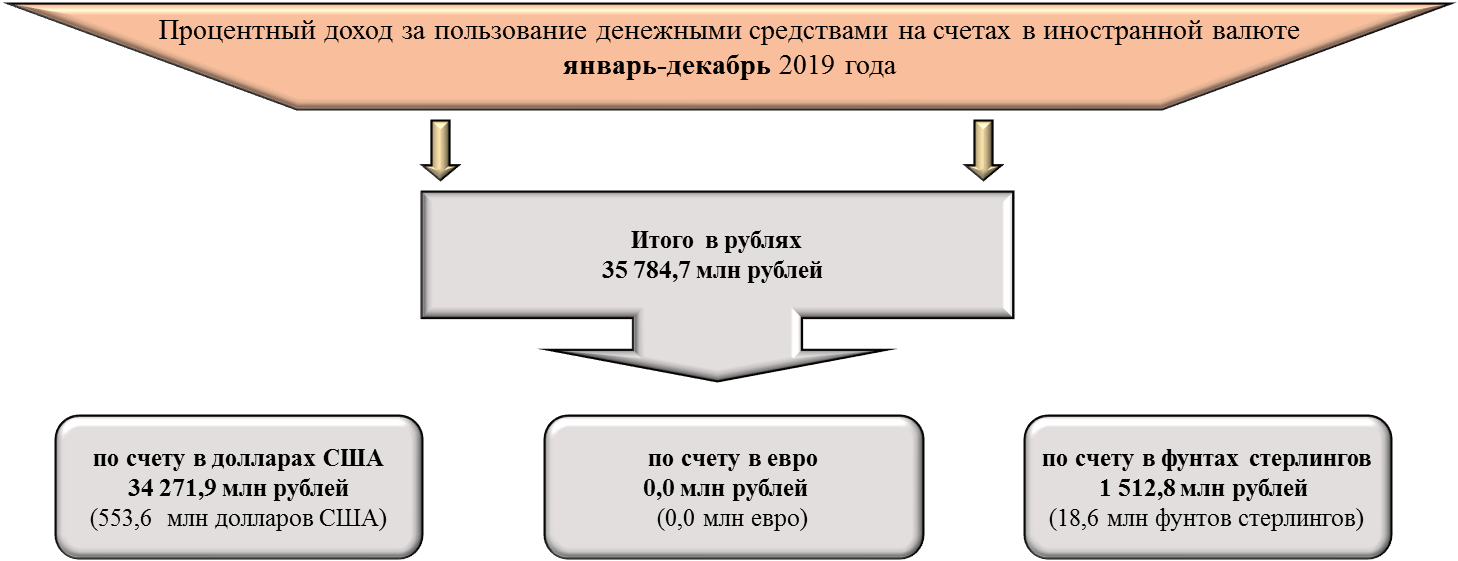 Процентный доход за пользование денежными средствами на счетах в иностранной валюте
январь-декабрь 2019 года
Итого в рублях
35 784,7 млн рублей
по счету в долларах США
34 271,9 млн рублей
(553,6 млн долларов США)
по счету в евро
0,0 млн рублей
(0,0 млн евро)
по счету в фунтах стерлингов
1 512,8 млн рублей
(18,6 млн фунтов стерлингов)